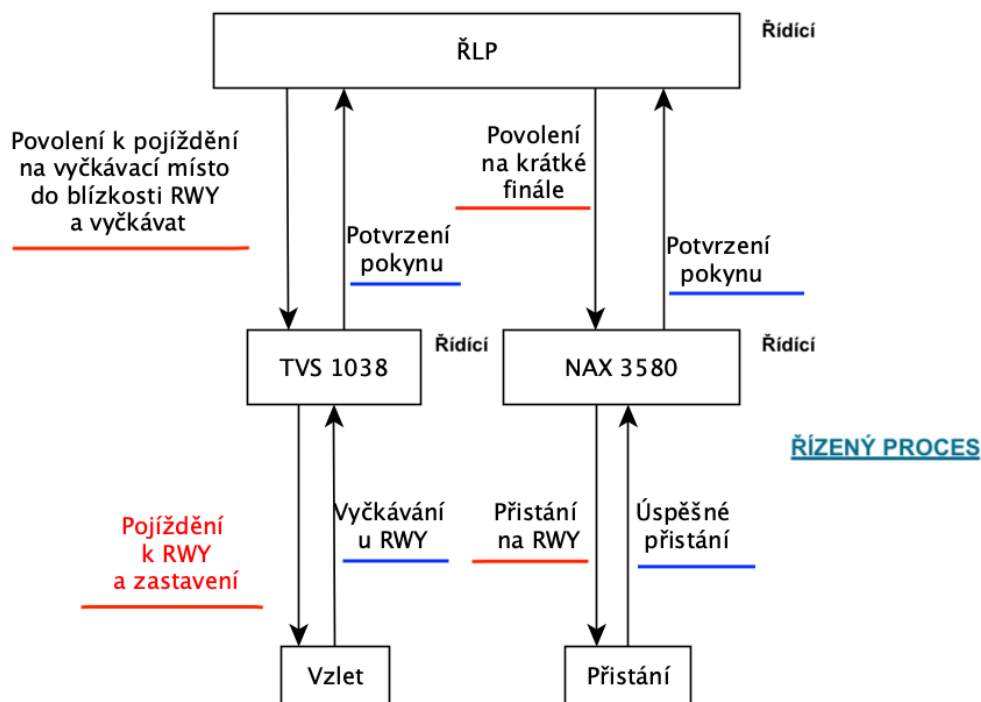 Řídící
ŘLP
Povolení k pojíždění
na vyčkávací místo
do blízkosti RWY
a vyčkávat
Povolení
na krátké
finále
Potvrzení
pokynu
Potvrzení
pokynu
TVS 1038
Řídící
NAX 3580
Řídící
ŘÍZENÝ PROCES
Pojíždění
k RWY
a zastavení
Vyčkávání
u RWY
Přistání
na RWY
Úspěšné
přistání
Vzlet
Přistání